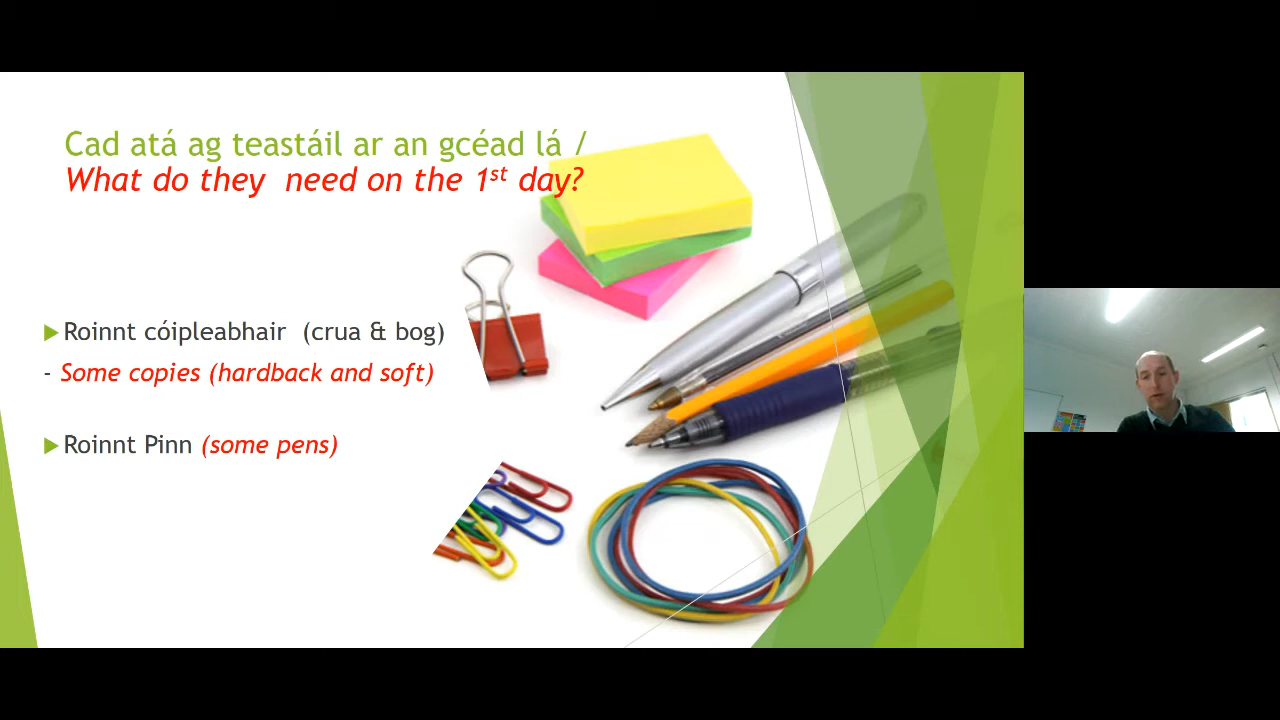 Cad atá ag teastáil ar an gcéad lá /
What do they need on the 1st day?
Roinnt cóipleabhair (crua & bog)
- Some copies (hardback and soft)
Roinnt Pinn (some pens)